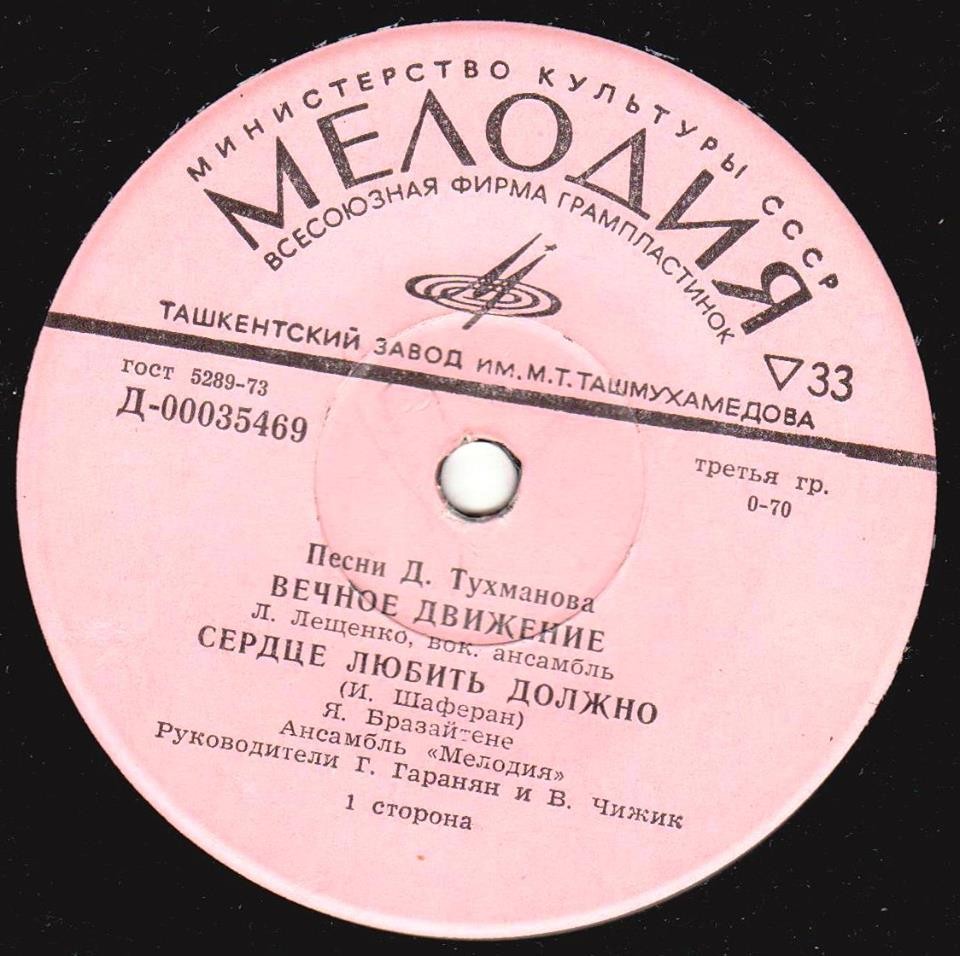 МИНИСТЕРСТВО КУЛЬТУРЫ СССР
МЕЛОДИЯ
ВСЕСОЮЗНАЯ ФИРМА ГРАМПЛАСТИНОК
ТАШКЕНТСКИЙ ЗАВОД ИМ. М.Т. ТАШМУХАМЕДОВА
▽33
гост 5289-73
Д-00035469
третья гр.
0-70
Песни Д. Тухманова
ВЕЧНОЕ ДВИЖЕНИЕ
Л. Лещенко, вок. ансамбль
СЕРДЦЕ ЛЮБИТЬ ДОЛЖНО
(И. Шаферан)
Я. Бразайтене
Ансамбль «Мелодия»
Руководители Г. Гаранян и В. Чижик
1 сторона